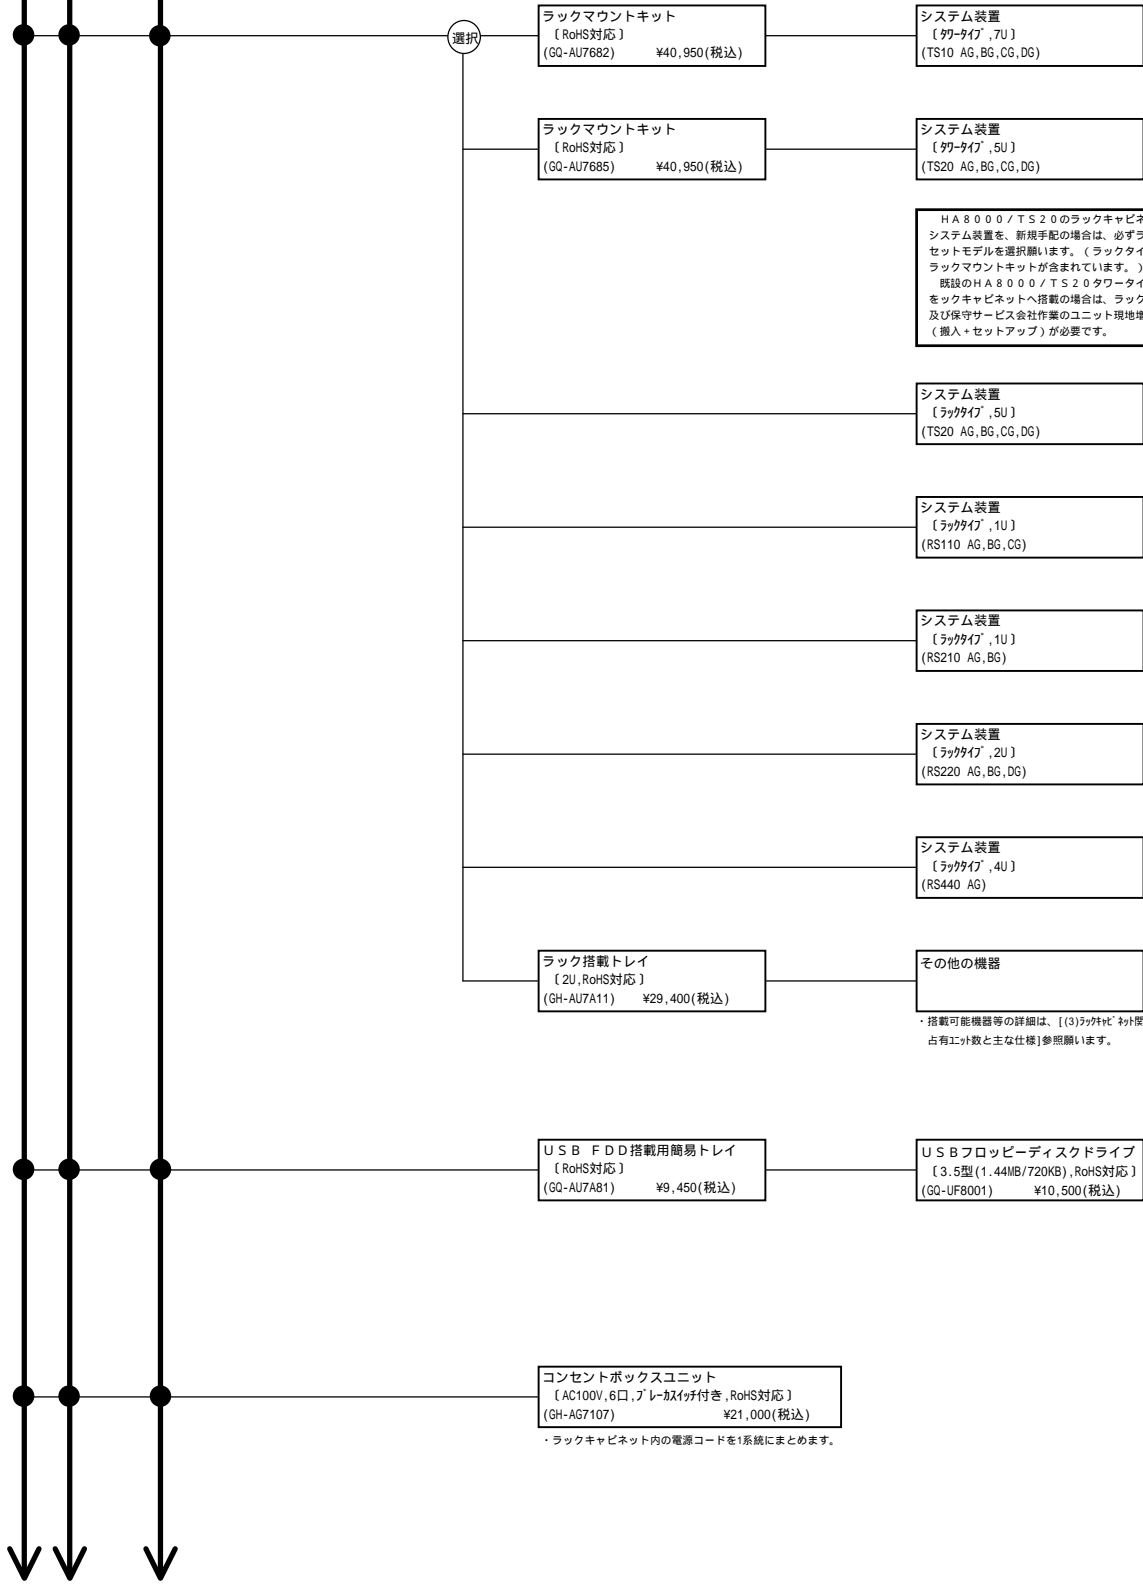 選択
ラックマウントキット
〔RoHS対応〕
(GQ-AU7682) ¥40,950(税込)
システム装置
〔ﾀﾜｰﾀｲﾌﾟ,7U〕
(TS10 AG,BG,CG,DG)
ラックマウントキット
〔RoHS対応〕
(GQ-AU7685) ¥40,950(税込)
システム装置
〔ﾀﾜｰﾀｲﾌﾟ,5U〕
(TS20 AG,BG,CG,DG)
HA8000/TS20のラックキャビネ
システム装置を、新規手配の場合は、必ずラ
セットモデルを選択願います。（ラックタイ
ラックマウントキットが含まれています。）
既設のHA8000/TS20タワータイ
をックキャビネットへ搭載の場合は、ラック
及び保守サービス会社作業のユニット現地増
（搬入+セットアップ）が必要です。
システム装置
〔ﾗｯｸﾀｲﾌﾟ,5U〕
(TS20 AG,BG,CG,DG)
システム装置
〔ﾗｯｸﾀｲﾌﾟ,1U〕
(RS110 AG,BG,CG)
システム装置
〔ﾗｯｸﾀｲﾌﾟ,1U〕
(RS210 AG,BG)
システム装置
〔ﾗｯｸﾀｲﾌﾟ,2U〕
(RS220 AG,BG,DG)
システム装置
〔ﾗｯｸﾀｲﾌﾟ,4U〕
(RS440 AG)
ラック搭載トレイ
〔2U,RoHS対応〕
(GH-AU7A11) ¥29,400(税込)
その他の機器
・搭載可能機器等の詳細は、[(3)ﾗｯｸｷｬﾋﾞﾈｯﾄ関
占有ﾕﾆｯﾄ数と主な仕様]参照願います。
USB FDD搭載用簡易トレイ
〔RoHS対応〕
(GQ-AU7A81) ¥9,450(税込)
USBフロッピーディスクドライブ
〔3.5型(1.44MB/720KB),RoHS対応〕
(GQ-UF8001) ¥10,500(税込)
コンセントボックスユニット
〔AC100V,6口,ﾌﾞﾚｰｶｽｲｯﾁ付き,RoHS対応〕
(GH-AG7107) ¥21,000(税込)
・ラックキャビネット内の電源コードを1系統にまとめます。